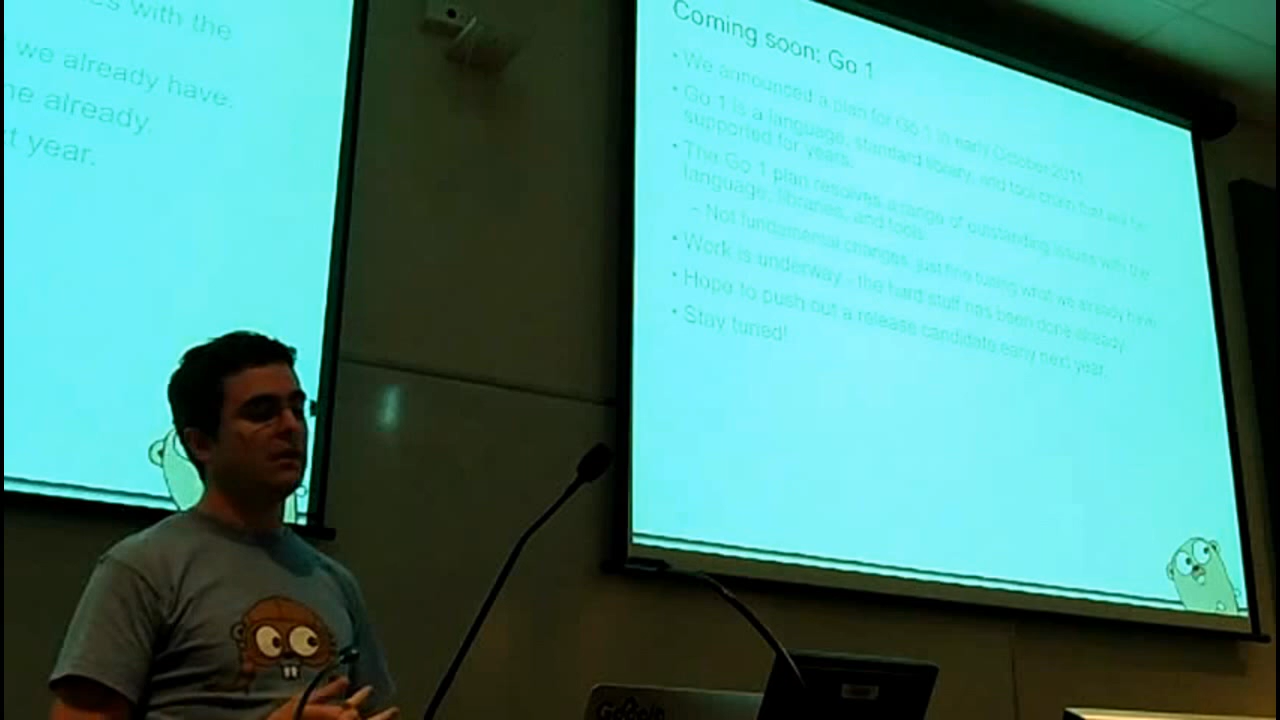 es with the
we already have.
ne already.
t year.
Coming soon: Go 1
• We announced a plan for Go 1 in early October 2011.
• Go 1 is a language, standard library, and tool chain that will be
supported for years.
• The Go 1 plan resolves a range of outstanding issues with the
language, libraries, and tools.
– Not fundamental changes, just fine tuning what we already have.
• Work is underway - the hard stuff has been done already.
• Hope to push out a release candidate early next year.
• Stay tuned!
Google